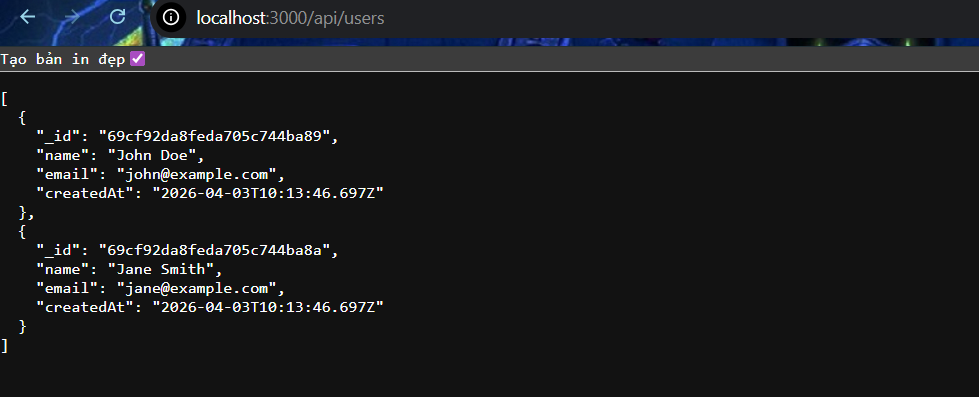 localhost:3000/api/users
Tạo bản in đẹp
[
  {
    "_id": "69cf92da8feda705c744ba89",
    "name": "John Doe",
    "email": "john@example.com",
    "createdAt": "2026-04-03T10:13:46.697Z"
  },
  {
    "_id": "69cf92da8feda705c744ba8a",
    "name": "Jane Smith",
    "email": "jane@example.com",
    "createdAt": "2026-04-03T10:13:46.697Z"
  }
]